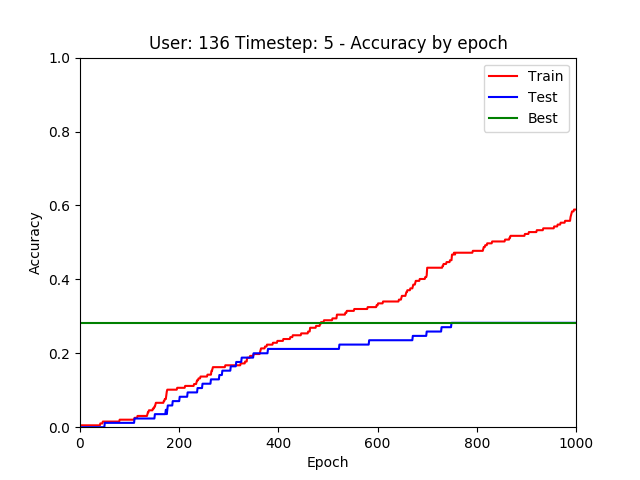 User: 136 Timestep: 5 - Accuracy by epoch
1.0
0.8
0.6
0.4
0.2
0.0
Accuracy
0 200 400 600 800 1000
Epoch
Train
Test
Best